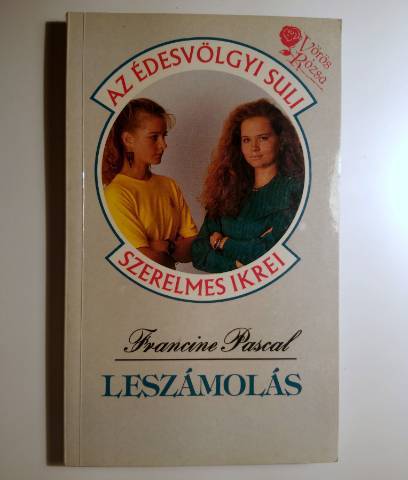 Vörös
Rózsa
AZ ÉDESVÖLGYI SULI
SZERELMES IKREI
Francine Pascal
LESZÁMOLÁS